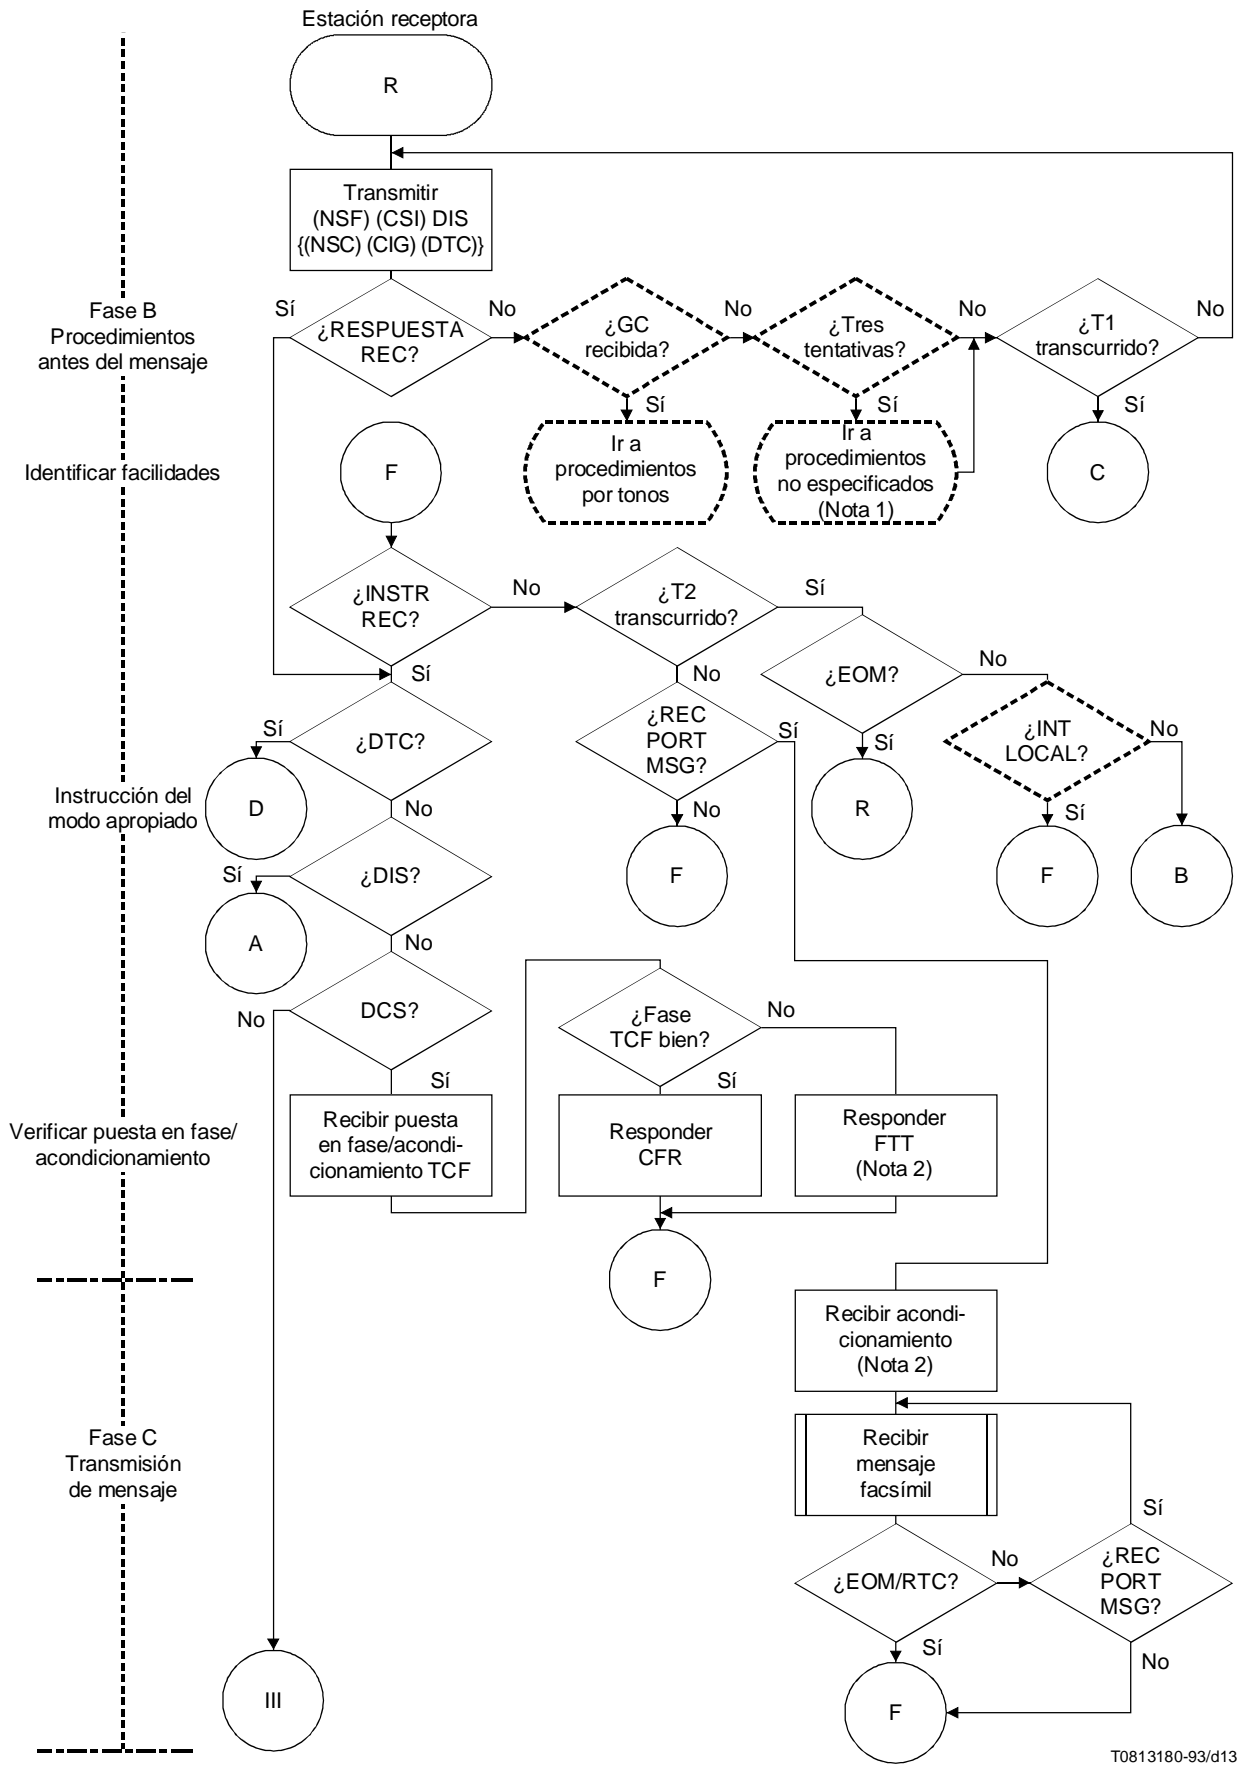 Estación receptora
R
Transmitir
(NSF) (CSI) DIS
{(NSC) (CIG) (DTC)}
Fase B
Procedimientos
antes del mensaje
Sí
¿RESPUESTA
REC?
No
¿GC
recibida?
No
¿Tres
tentativas?
No
¿T1
transcurrido?
No
Sí
Sí
Sí
Identificar facilidades
F
Ir a
procedimientos
por tonos
Ir a
procedimientos
no especificados
(Nota 1)
C
¿INSTR
REC?
No
¿T2
transcurrido?
Sí
Sí
No
¿EOM?
No
Sí
¿DTC?
¿REC
PORT
MSG?
Sí
Sí
¿INT
LOCAL?
No
Instrucción del
modo apropiado
D
No
No
R
Sí
Sí
¿DIS?
F
F
B
A
No
No
DCS?
¿Fase
TCF bien?
No
Sí
Sí
Verificar puesta en fase/
acondicionamiento
Recibir puesta
en fase/acondi-
cionamiento TCF
Responder
CFR
Responder
FTT
(Nota 2)
F
Recibir acondi-
cionamiento
(Nota 2)
Fase C
Transmisión
de mensaje
Recibir
mensaje
facsímil
Sí
¿EOM/RTC?
No
¿REC
PORT
MSG?
Sí
No
III
F
T0813180-93/d13